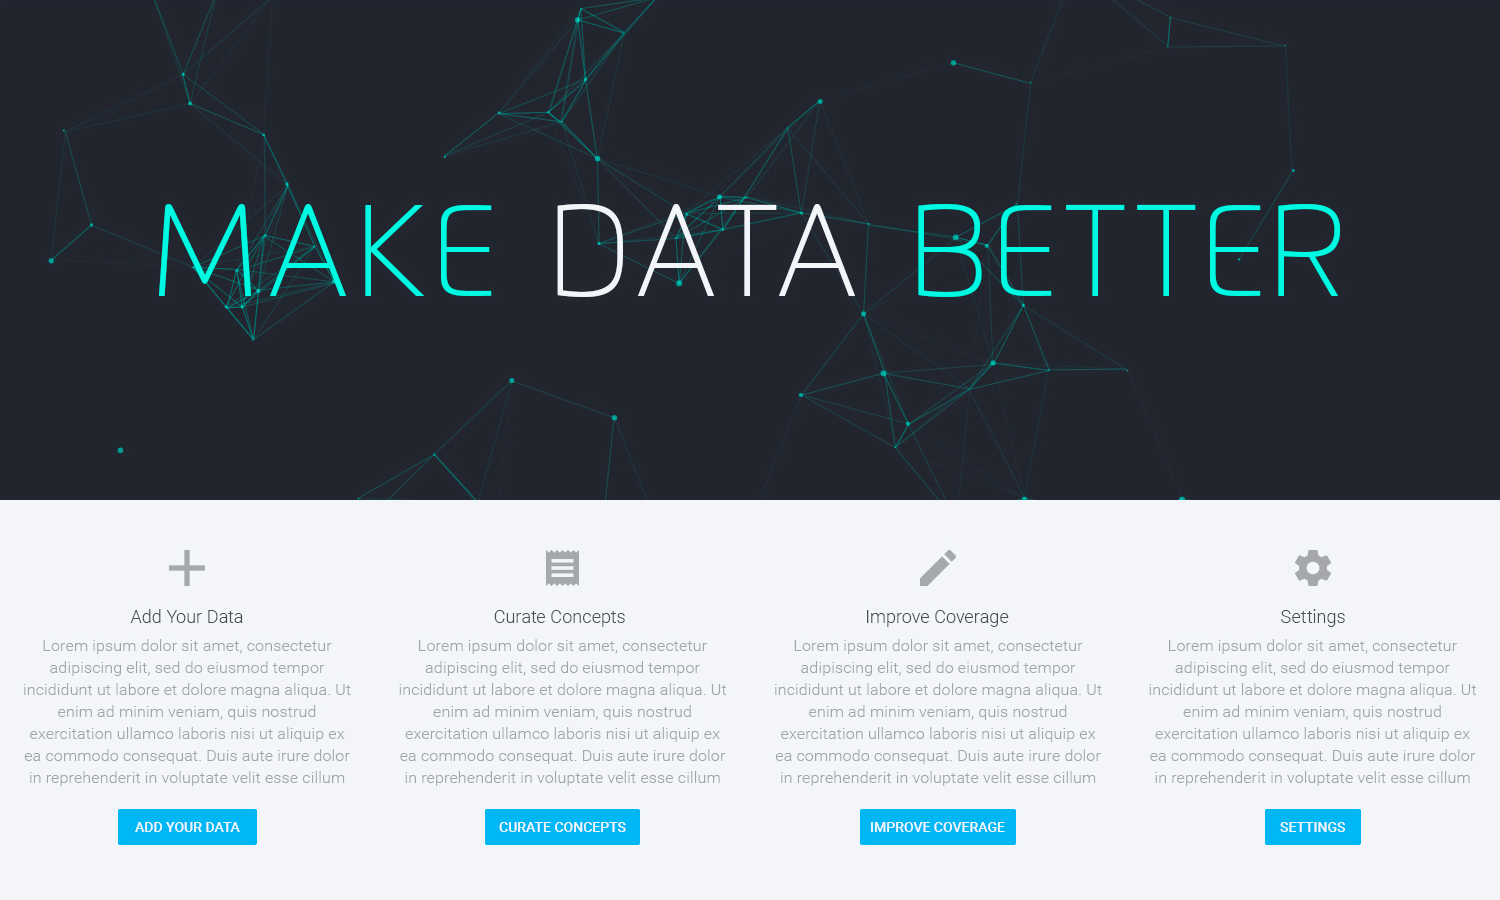 MAKE DATA BETTER
Add Your Data
Lorem ipsum dolor sit amet, consectetur
adipiscing elit, sed do eiusmod tempor
incididunt ut labore et dolore magna aliqua. Ut
enim ad minim veniam, quis nostrud
exercitation ullamco laboris nisi ut aliquip ex
ea commodo consequat. Duis aute irure dolor
in reprehenderit in voluptate velit esse cillum
ADD YOUR DATA
Curate Concepts
Lorem ipsum dolor sit amet, consectetur
adipiscing elit, sed do eiusmod tempor
incididunt ut labore et dolore magna aliqua. Ut
enim ad minim veniam, quis nostrud
exercitation ullamco laboris nisi ut aliquip ex
ea commodo consequat. Duis aute irure dolor
in reprehenderit in voluptate velit esse cillum
CURATE CONCEPTS
Improve Coverage
Lorem ipsum dolor sit amet, consectetur
adipiscing elit, sed do eiusmod tempor
incididunt ut labore et dolore magna aliqua. Ut
enim ad minim veniam, quis nostrud
exercitation ullamco laboris nisi ut aliquip ex
ea commodo consequat. Duis aute irure dolor
in reprehenderit in voluptate velit esse cillum
IMPROVE COVERAGE
Settings
Lorem ipsum dolor sit amet, consectetur
adipiscing elit, sed do eiusmod tempor
incididunt ut labore et dolore magna aliqua. Ut
enim ad minim veniam, quis nostrud
exercitation ullamco laboris nisi ut aliquip ex
ea commodo consequat. Duis aute irure dolor
in reprehenderit in voluptate velit esse cillum
SETTINGS